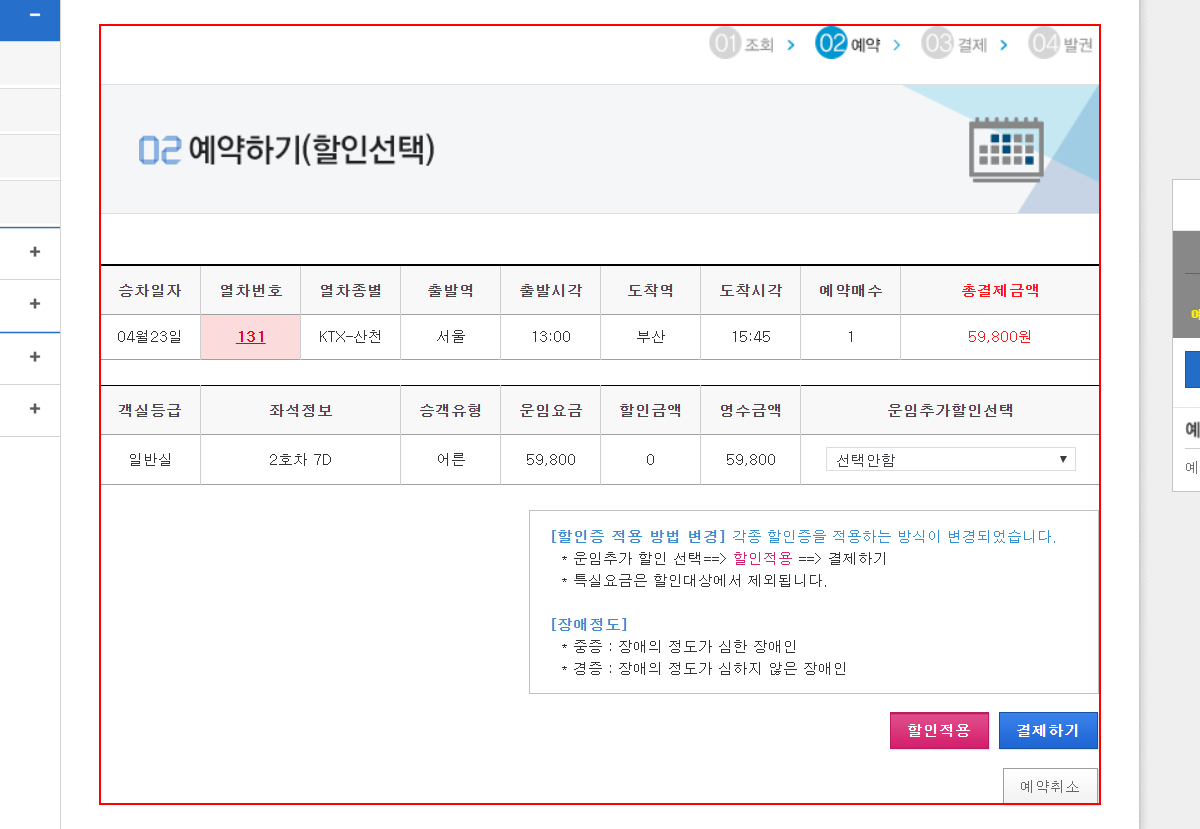 01 조회 > 02 예약 > 03 결제 > 04 발권
02 예약하기(할인선택)
승차일자 열차번호 열차종별 출발역 출발시각 도착역 도착시각 예약매수 총결제금액
04월23일 131 KTX-산천 서울 13:00 부산 15:45 1 59,800원
객실등급 좌석정보 승객유형 운임요금 할인금액 영수금액 운임추가할인선택
일반실 2호차 7D 어른 59,800 0 59,800 선택안함
[할인증 적용 방법 변경] 각종 할인증을 적용하는 방식이 변경되었습니다.
* 운임추가 할인 선택==> 할인적용 ==> 결제하기
* 특실요금은 할인대상에서 제외됩니다.
[장애정도]
* 중증 : 장애의 정도가 심한 장애인
* 경증 : 장애의 정도가 심하지 않은 장애인
할인적용 결제하기
예약취소
예
예